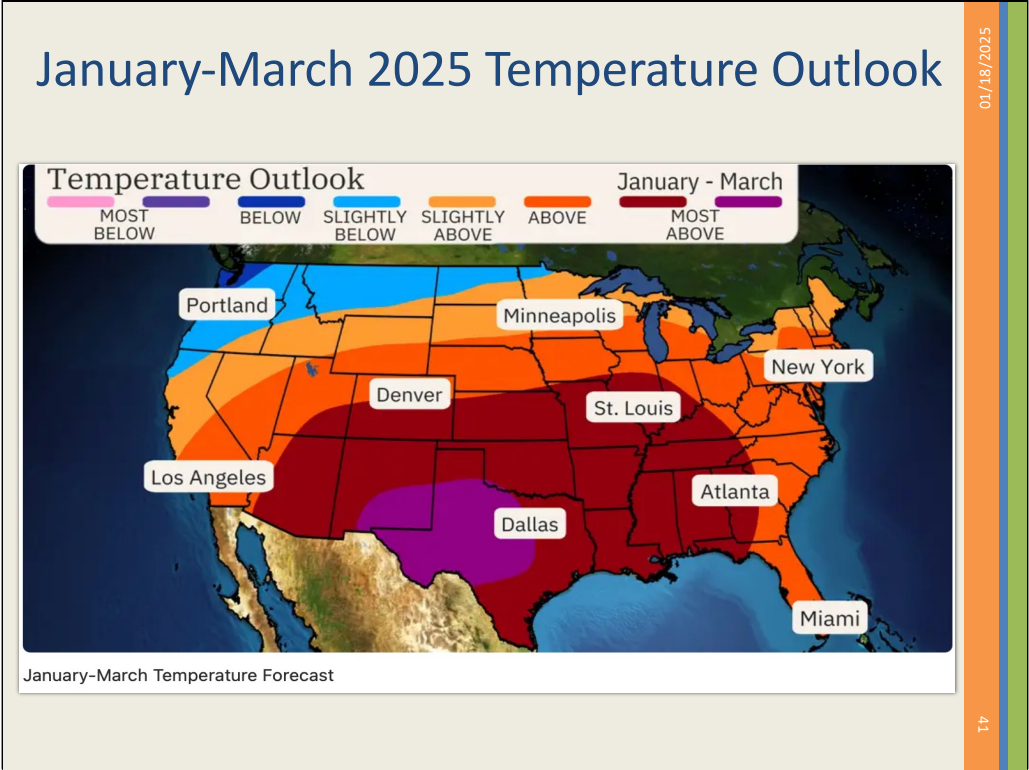 January-March 2025 Temperature Outlook
01/18/2025
Temperature Outlook
January - March
MOST
BELOW
BELOW
SLIGHTLY
BELOW
SLIGHTLY
ABOVE
ABOVE
MOST
ABOVE
Portland
Minneapolis
New York
Denver
St. Louis
Los Angeles
Atlanta
Dallas
Miami
January-March Temperature Forecast
41